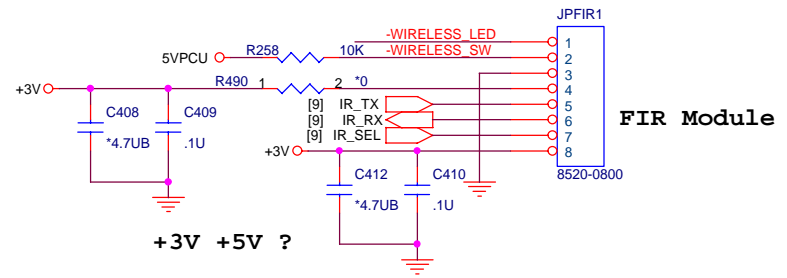 JPFIR1
-WIRELESS_LED
1
5VPCU R258 10K -WIRELESS_SW
2
3
+3V R490 1 2 *0
4
[9] IR_TX
5
C408 C409
[9] IR_RX
6
FIR Module
*4.7UB .1U
[9] IR_SEL
7
+3V
8
C412 C410
8520-0800
*4.7UB .1U
+3V +5V ?